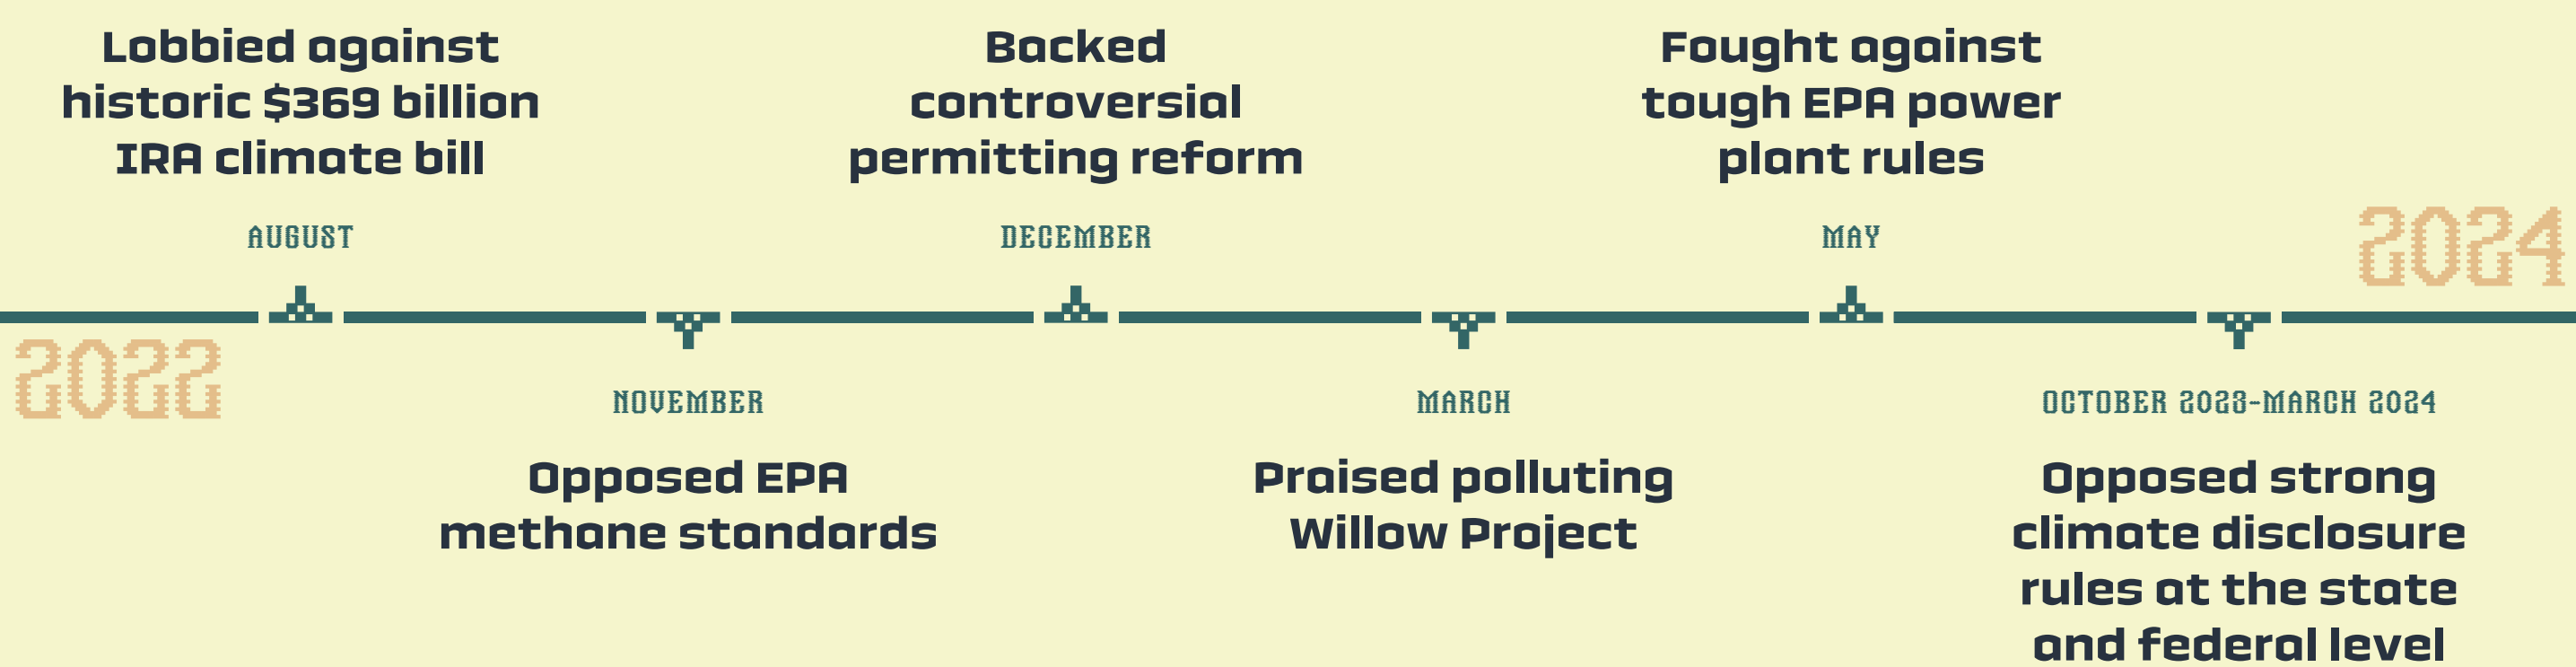 2022
Lobbied against
historic $369 billion
IRA climate bill
AUGUST
NOVEMBER
Opposed EPA
methane standards
Backed
controversial
permitting reform
DECEMBER
MARCH
Praised polluting
Willow Project
Fought against
tough EPA power
plant rules
MAY
OCTOBER 2023-MARCH 2024
Opposed strong
climate disclosure
rules at the state
and federal level
2024